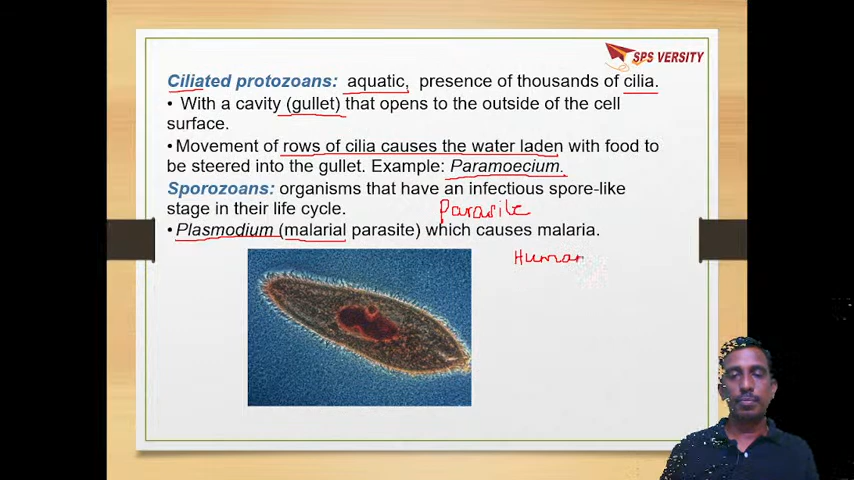 SPS VERSITY
Ciliated protozoans: aquatic, presence of thousands of cilia.
• With a cavity (gullet) that opens to the outside of the cell
surface.
• Movement of rows of cilia causes the water laden with food to
be steered into the gullet. Example: Paramoecium.
Sporozoans: organisms that have an infectious spore-like
stage in their life cycle.
Parasite
• Plasmodium (malarial parasite) which causes malaria.
Human